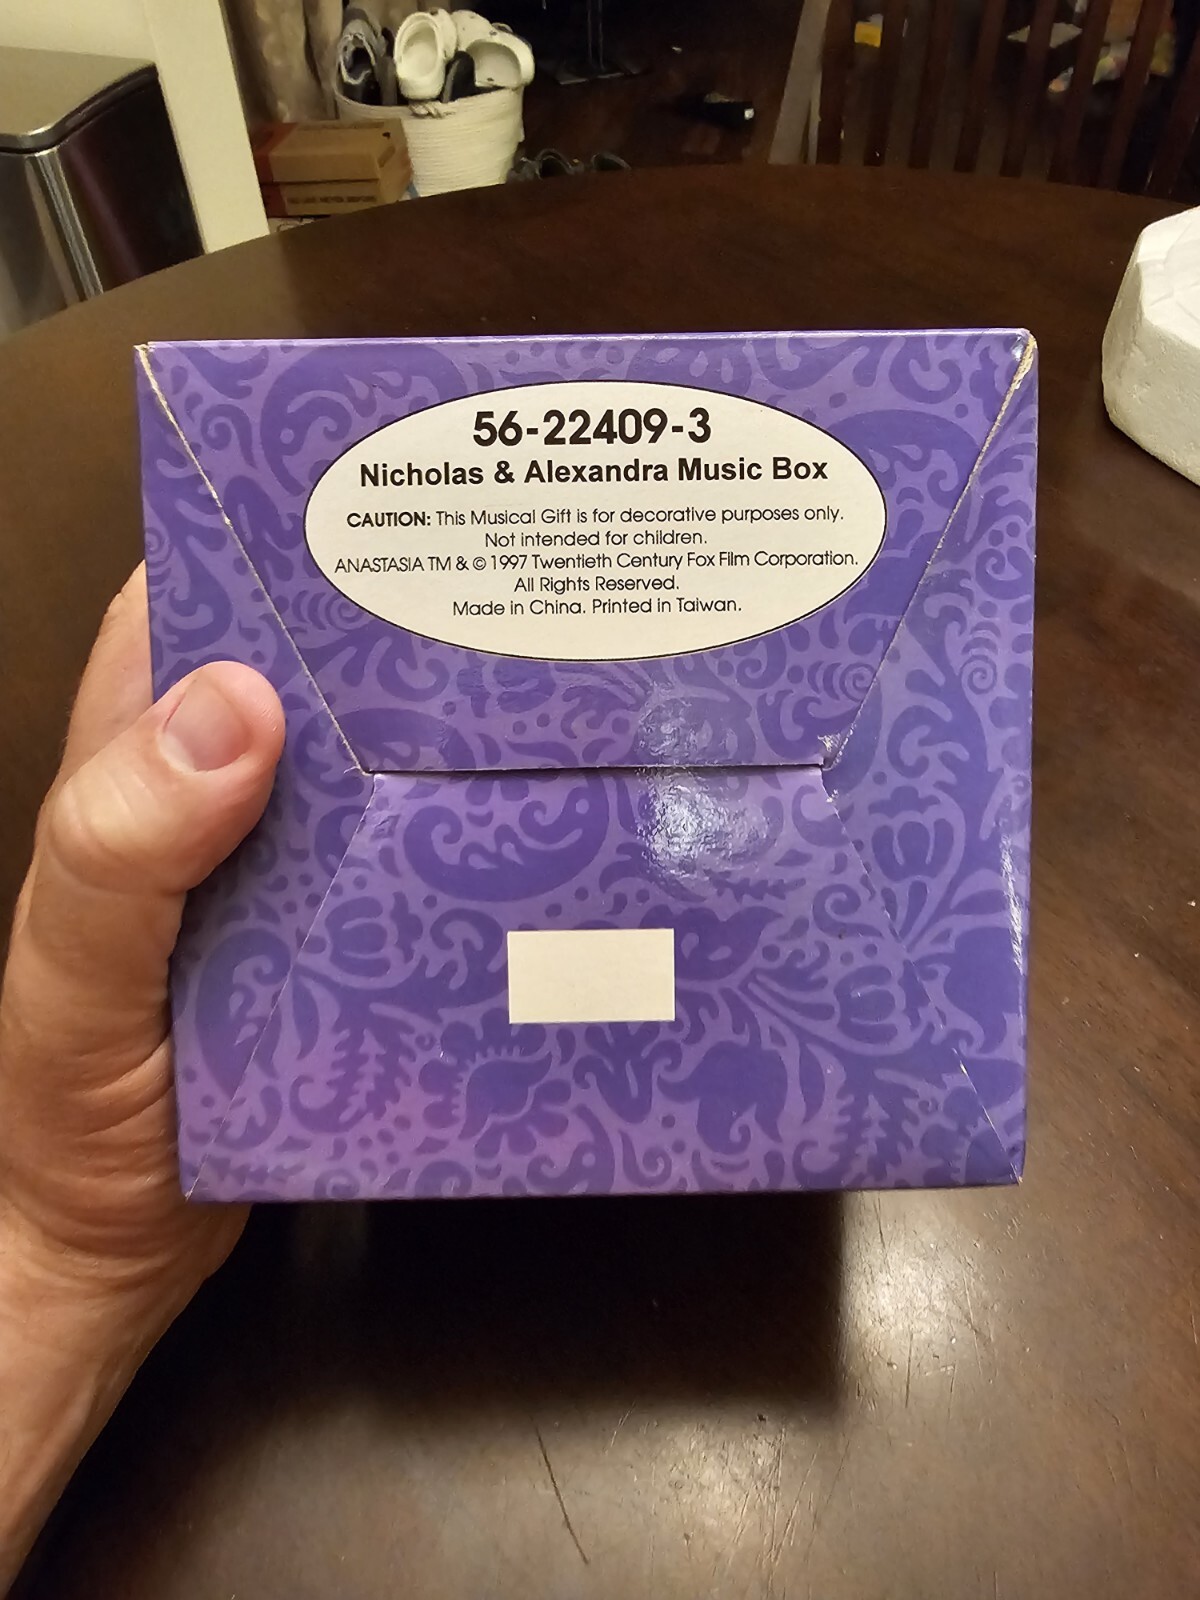 56-22409-3
Nicholas & Alexandra Music Box
CAUTION: This Musical Gift is for decorative purposes only.
Not intended for children.
ANASTASIA TM & © 1997 Twentieth Century Fox Film Corporation.
All Rights Reserved.
Made in China. Printed in Taiwan.